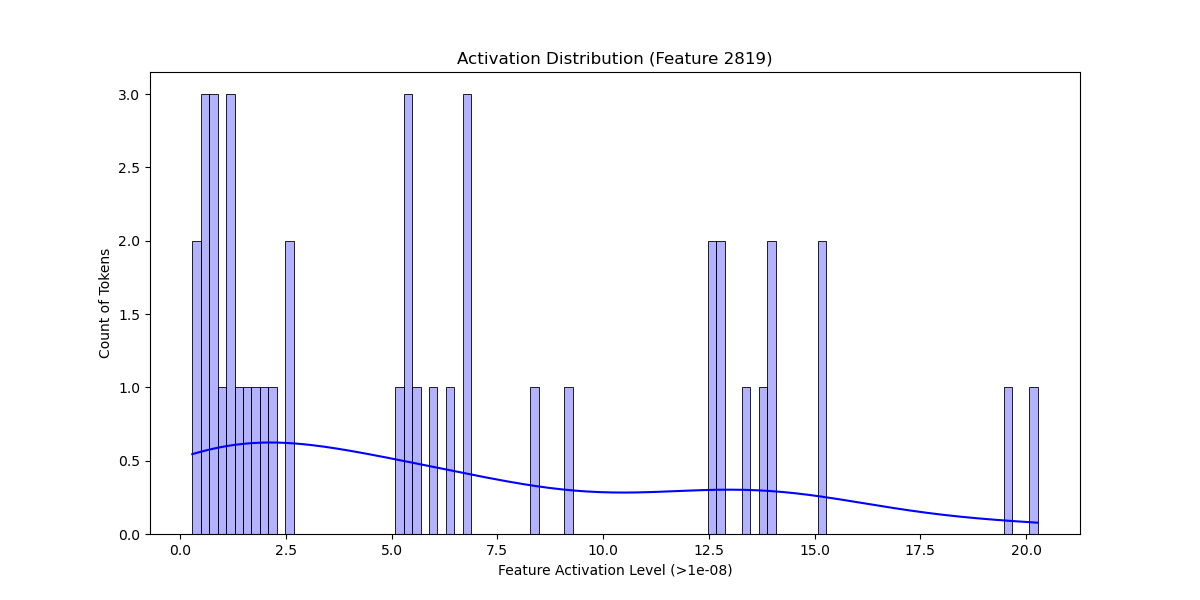 Activation Distribution (Feature 2819)
3.0
2.5
2.0
1.5
1.0
0.5
0.0
Count of Tokens
0.0 2.5 5.0 7.5 10.0 12.5 15.0 17.5 20.0
Feature Activation Level (>1e-08)